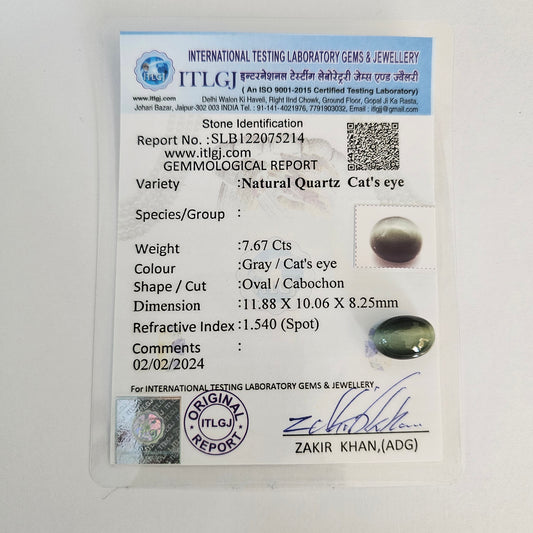 INTERNATIONAL TESTING LABORATORY GEMS & JEWELLERY
ITLGJ इन्टरनेशनल टेस्टींग लेबोरेट्री जेम्स एण्ड ज्वैलरी
www.itlgj.com
( An ISO 9001-2015 Certified Testing Laboratory)
Delhi Walon Ki Haveli, Right IInd Chowk, Ground Floor, Gopal Ji Ka Rasta,
Johari Bazar, Jaipur-302 003 INDIA Tel. : 91-141-4021976, 7791903032, Email : itlgj@gmail.com
Stone Identification
Report No. :SLB122075214
www.itlgj.com
GEMMOLOGICAL REPORT
Variety :Natural Quartz Cat's eye
Species/Group :
Weight :7.67 Cts
Colour :Gray / Cat's eye
Shape / Cut :Oval / Cabochon
Dimension :11.88 X 10.06 X 8.25mm
Refractive Index :1.540 (Spot)
Comments :
02/02/2024
For INTERNATIONAL TESTING LABORATORY GEMS & JEWELLERY
ORIGINAL
ITLGJ
REPORT
ZAKIR KHAN,(ADG)